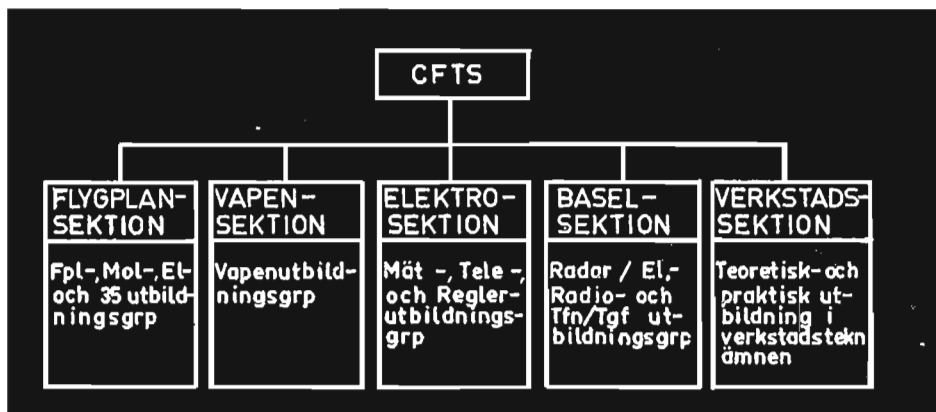 CFTS
FLYGPLAN-
SEKTION
Fpl-, Mol-, El-
och 35 utbild-
ningsgrp
VAPEN-
SEKTION
Vapenutbild-
ningsgrp
ELEKTRO-
SEKTION
Mät -, Tele -,
och Regler-
utbildnings-
grp
BASEL-
SEKTION
Radar / El,-
Radio- och
Tfn/Tgf ut-
bildningsgrp
VERKSTADS-
SEKTION
Teoretisk- och
praktisk ut-
bildning i
verkstadstekn
ämnen